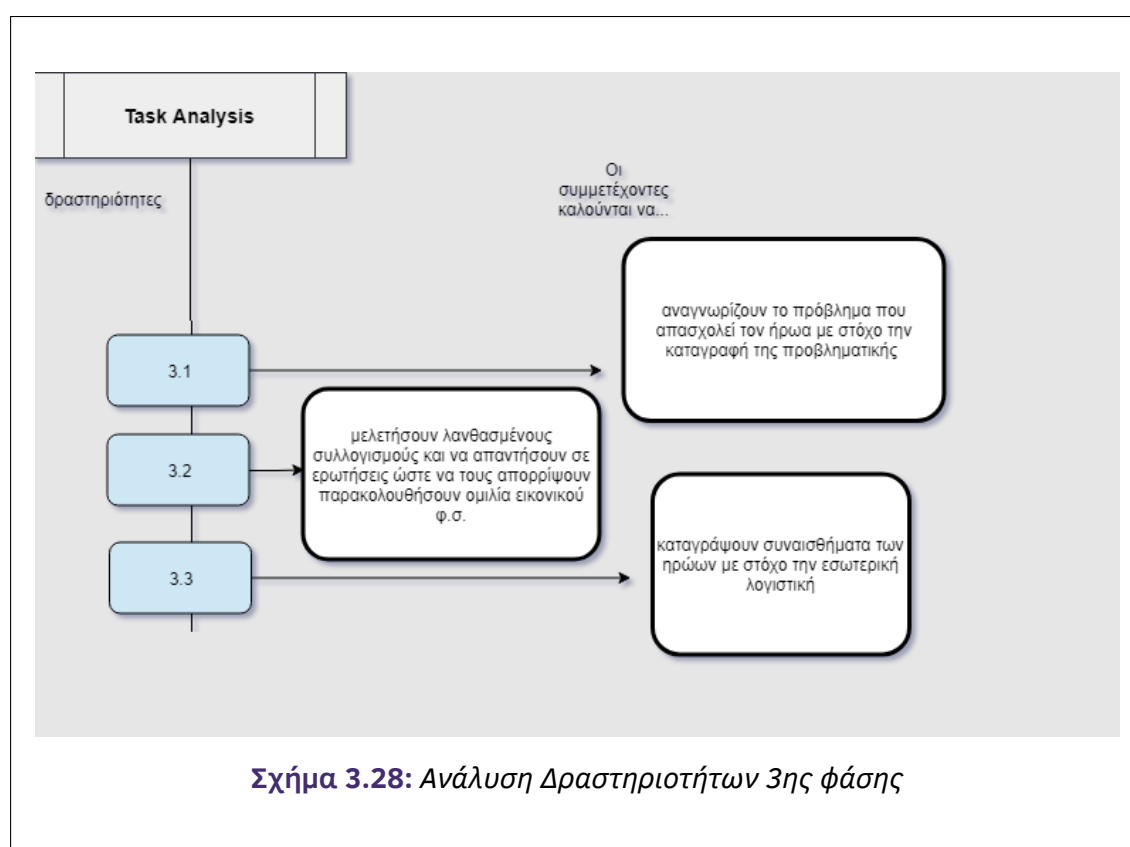 Task Analysis
δραστηριότητες
Οι
συμμετέχοντες
καλούνται να...
3.1
αναγνωρίζουν το πρόβλημα που
απασχολεί τον ήρωα με στόχο την
καταγραφή της προβληματικής
3.2
μελετήσουν λανθασμένους
συλλογισμούς και να απαντήσουν σε
ερωτήσεις ώστε να τους απορρίψουν
παρακολουθήσουν ομιλία εικονικού
φ.σ.
3.3
καταγράψουν συναισθήματα των
ηρώων με στόχο την εσωτερική
λογιστική
Σχήμα 3.28: Ανάλυση Δραστηριοτήτων 3ης φάσης